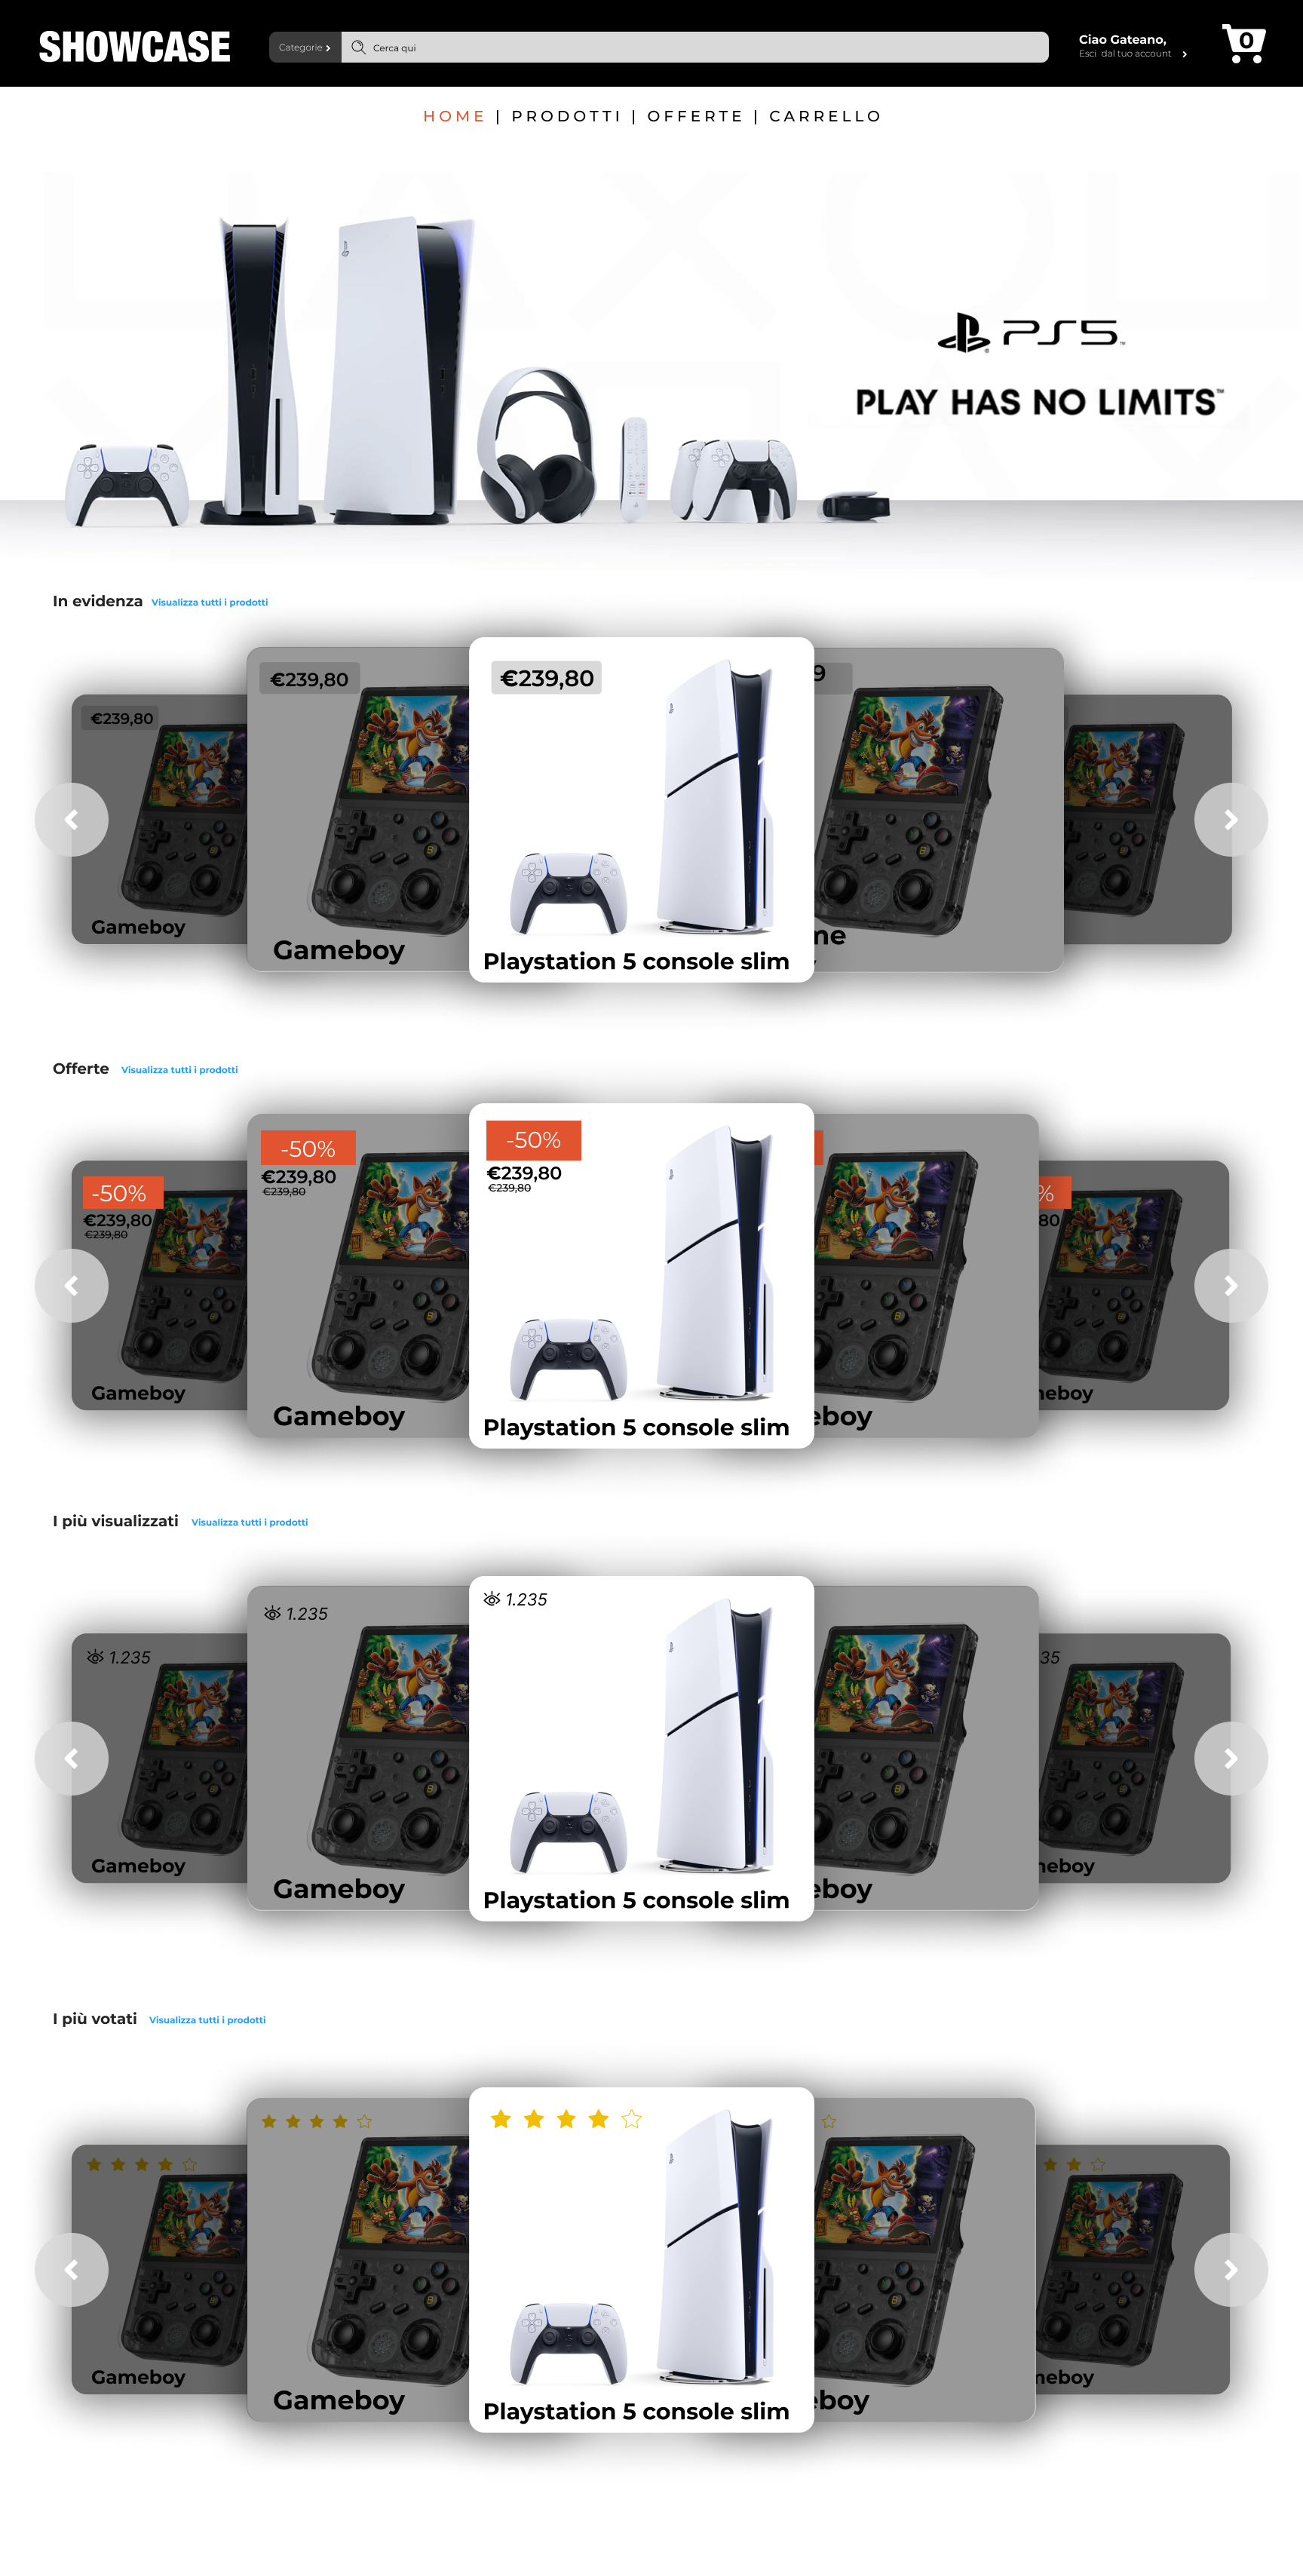 SHOWCASE
Categorie
Cerca qui
Ciao Gateano,
Esci dal tuo account
0
HOME | PRODOTTI | OFFERTE | CARRELLO
PS5
PLAY HAS NO LIMITS™
In evidenza Visualizza tutti i prodotti
€239,80
€239,80
€239,80
9
Gameboy
Gameboy
Playstation 5 console slim
me
Offerte Visualizza tutti i prodotti
-50%
€239,80
€239,80
-50%
€239,80
€239,80
-50%
€239,80
€239,80
%
80
Gameboy
Gameboy
Playstation 5 console slim
eboy
neboy
I più visualizzati Visualizza tutti i prodotti
1.235
1.235
1.235
35
Gameboy
Gameboy
Playstation 5 console slim
eboy
neboy
I più votati Visualizza tutti i prodotti
Gameboy
Gameboy
Playstation 5 console slim
eboy
neboy